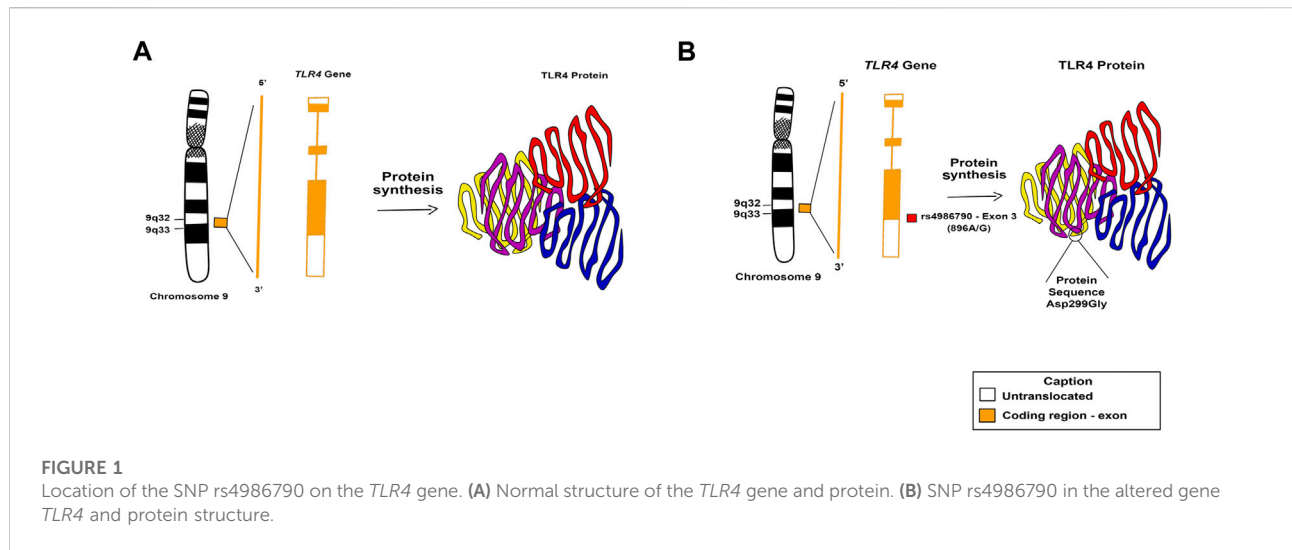 A
TLR4 Gene
TLR4 Protein
5'
Protein
synthesis
9q32
9q33
Chromosome 9
3'
B
TLR4 Gene
TLR4 Protein
5'
Protein
synthesis
9q32
9q33
rs4986790 - Exon 3
(896A/G)
3'
Chromosome 9
Protein
Sequence
Asp299Gly
Caption
Untranslocated
Coding region - exon
FIGURE 1
Location of the SNP rs4986790 on the TLR4 gene. (A) Normal structure of the TLR4 gene and protein. (B) SNP rs4986790 in the altered gene
TLR4 and protein structure.